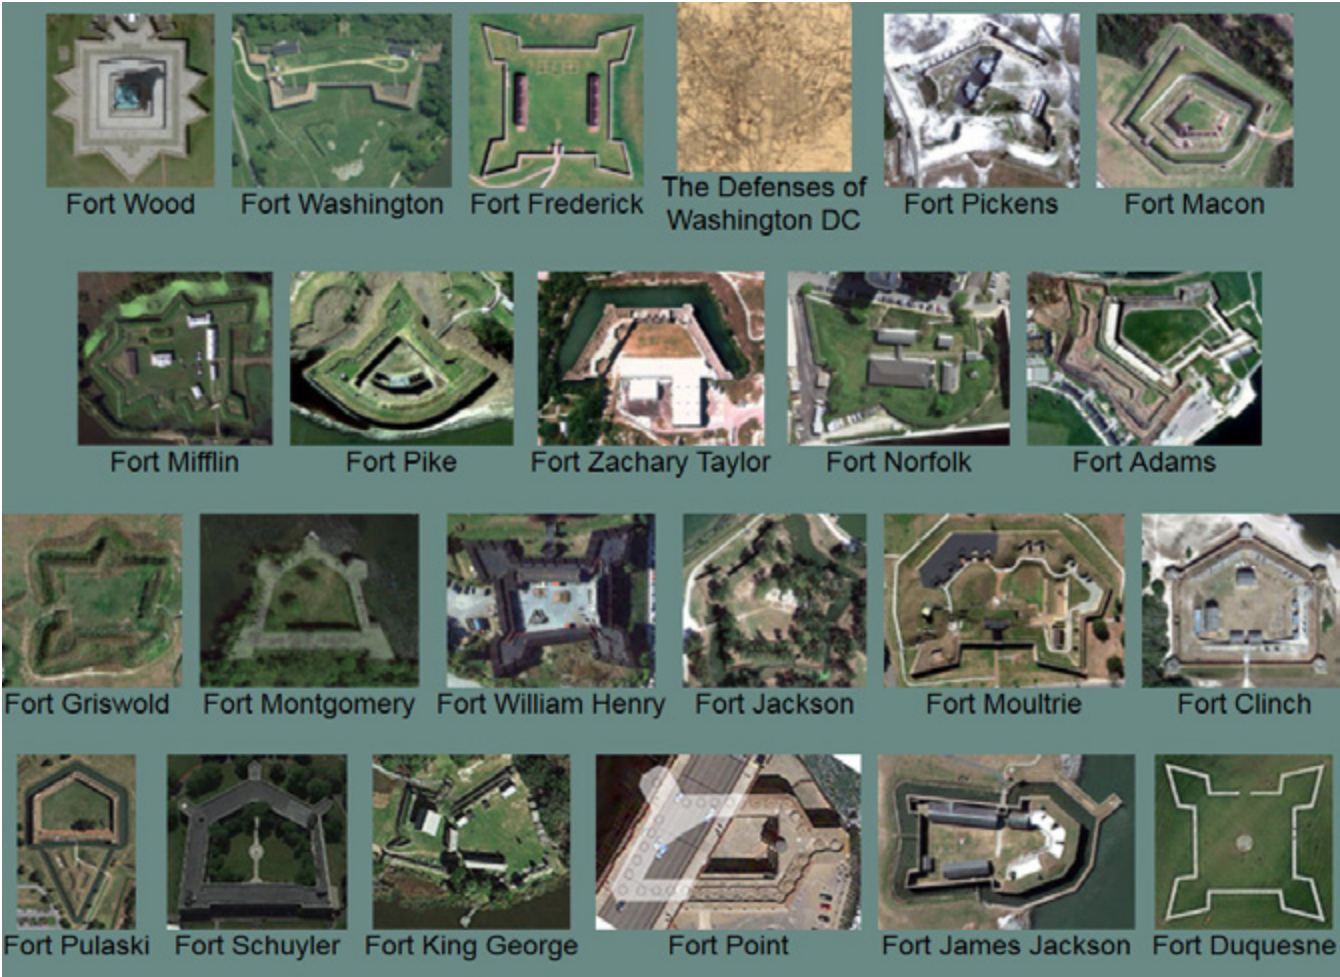 Fort Wood
Fort Washington
Fort Frederick
The Defenses of
Washington DC
Fort Pickens
Fort Macon
Fort Mifflin
Fort Pike
Fort Zachary Taylor
Fort Norfolk
Fort Adams
Fort Griswold
Fort Montgomery
Fort William Henry
Fort Jackson
Fort Moultrie
Fort Clinch
Fort Pulaski
Fort Schuyler
Fort King George
Fort Point
Fort James Jackson
Fort Duquesne